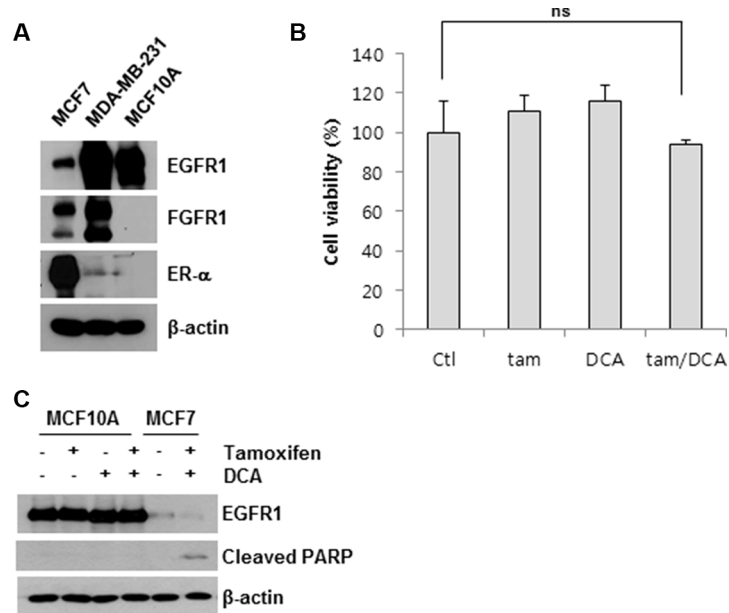 A
MCF7
MDA-MB-231
MCF10A
EGFR1
FGFR1
ER-α
β-actin
B
ns
Cell viability (%)
140
120
100
80
60
40
20
0
Ctl tam DCA tam/DCA
C
MCF10A MCF7
- + - + - + Tamoxifen
- - + + - + DCA
EGFR1
Cleaved PARP
β-actin